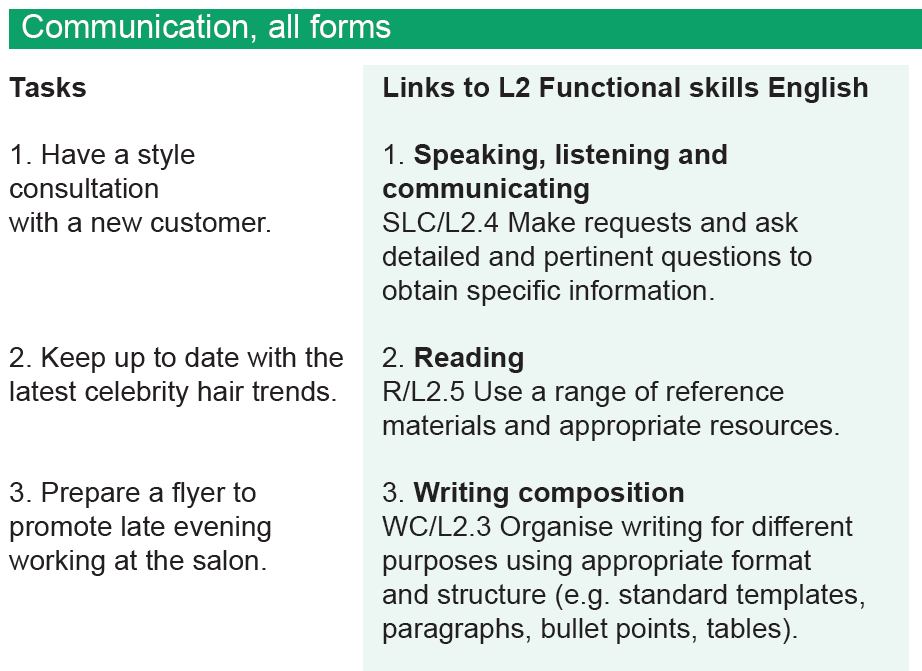 Communication, all forms
Tasks
1. Have a style
consultation
with a new customer.
2. Keep up to date with the
latest celebrity hair trends.
3. Prepare a flyer to
promote late evening
working at the salon.
Links to L2 Functional skills English
1. Speaking, listening and
communicating
SLC/L2.4 Make requests and ask
detailed and pertinent questions to
obtain specific information.
2. Reading
R/L2.5 Use a range of reference
materials and appropriate resources.
3. Writing composition
WC/L2.3 Organise writing for different
purposes using appropriate format
and structure (e.g. standard templates,
paragraphs, bullet points, tables).